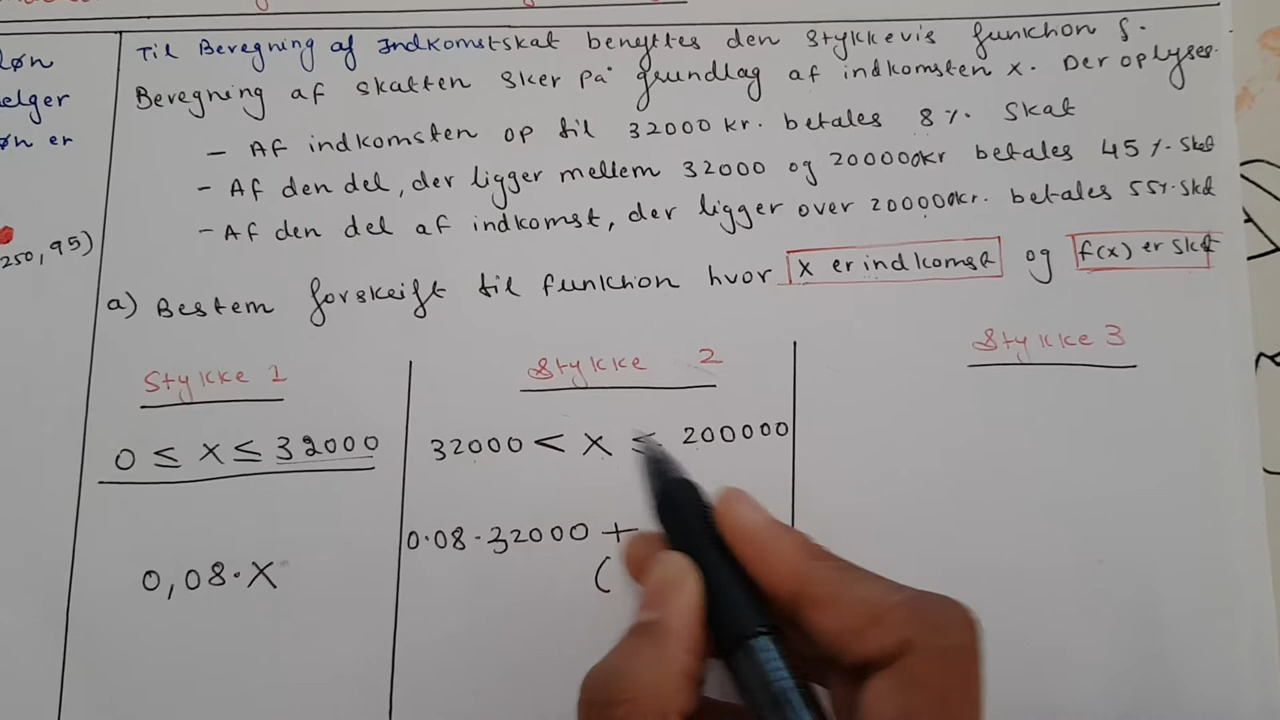 løn
elger
øn er
250,95)
Til Beregning af Indkomstskat benyttes den stykkevis funkhon f.
Beregning af skatten sker på grundlag af indkomsten x. Der oplyses.
- Af indkomsten op til 32000 kr. betales 8 %. Skat
- Af den del, der ligger mellem 32000 og 200000kr betales 45 %. Skat
- Af den del af indkomst, der ligger over 200000kr. betales 55%. Skat
a) Bestem forskrift til funkhon hvor x er indkomst og f(x) er skat
Stykke 1
0 ≤ x ≤ 32000
0,08·x
Stykke 2
32000 < x ≤ 200000
0.08·32000 +
(
Stykke 3